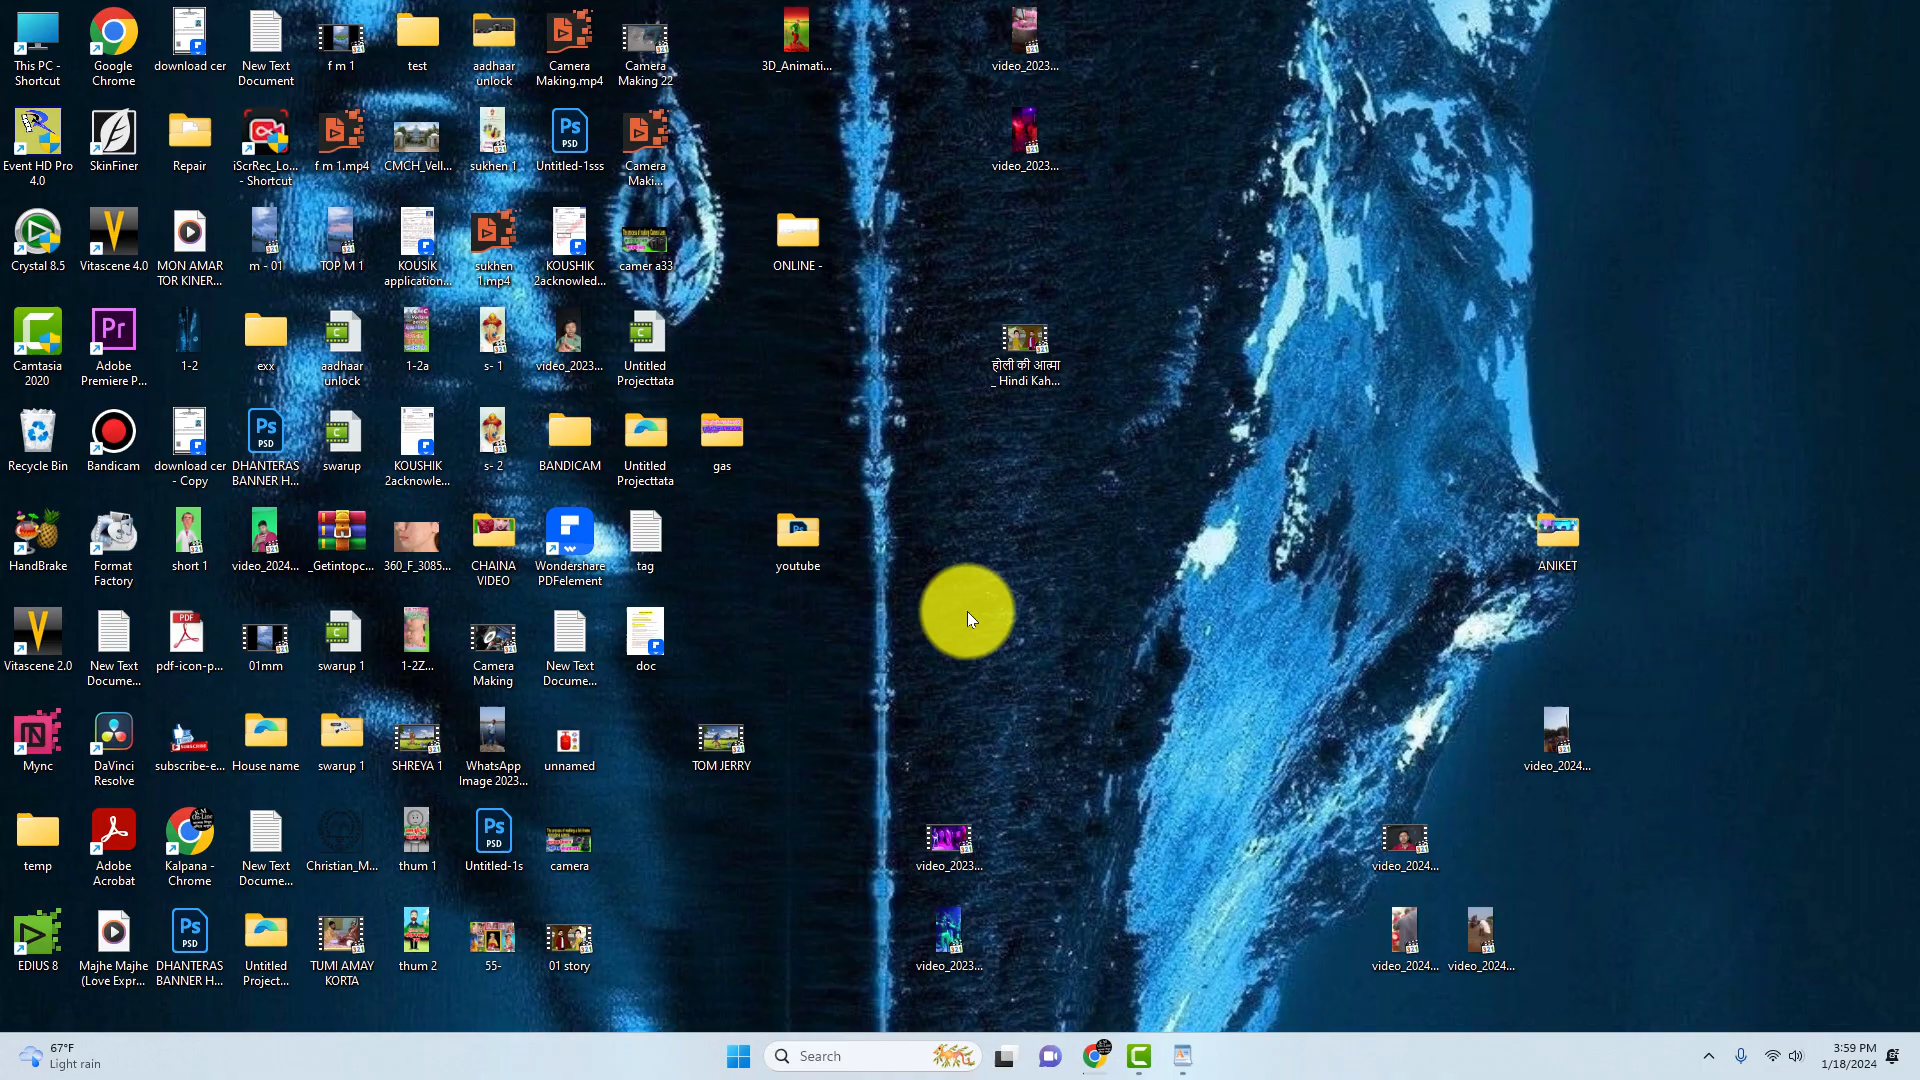 This PC -
Shortcut
Google
Chrome
download cer
New Text
Document
f m 1
test
aadhaar
unlock
Camera
Making.mp4
Camera
Making 22
3D_Animati...
video_2023...
Event HD Pro
4.0
SkinFiner
Repair
iScrRec_Lo...
- Shortcut
f m 1.mp4
CMCH_Vell...
sukhen 1
Untitled-1sss
Camera
Maki...
video_2023...
Crystal 8.5
Vitascene 4.0
MON AMAR
TOR KINER...
m - 01
TOP M 1
KOUSIK
application...
sukhen
1.mp4
KOUSHIK
2acknowled...
camer a33
ONLINE -
Camtasia
2020
Adobe
Premiere P...
1-2
exx
aadhaar
unlock
1-2a
s- 1
video_2023...
Untitled
Projecttata
होली की आत्मा
_ Hindi Kah...
Recycle Bin
Bandicam
download cer
- Copy
DHANTERAS
BANNER H...
swarup
KOUSHIK
2acknowle...
s- 2
BANDICAM
Untitled
Projecttata
gas
HandBrake
Format
Factory
short 1
video_2024...
_Getintopc...
360_F_3085...
CHAINA
VIDEO
Wondershare
PDFelement
tag
youtube
ANIKET
Vitascene 2.0
New Text
Docume...
pdf-icon-p...
01mm
swarup 1
1-2Z...
Camera
Making
New Text
Docume...
doc
Mync
DaVinci
Resolve
subscribe-e...
House name
swarup 1
SHREYA 1
WhatsApp
Image 2023...
unnamed
TOM JERRY
video_2024...
temp
Adobe
Acrobat
Kalpana -
Chrome
New Text
Docume...
Christian_M...
thum 1
Untitled-1s
camera
video_2023...
video_2024...
EDIUS 8
Majhe Majhe
(Love Expr...
DHANTERAS
BANNER H...
Untitled
Project...
TUMI AMAY
KORTA
thum 2
55-
01 story
video_2023...
video_2024...
video_2024...
67°F
Light rain
Search
3:59 PM
1/18/2024